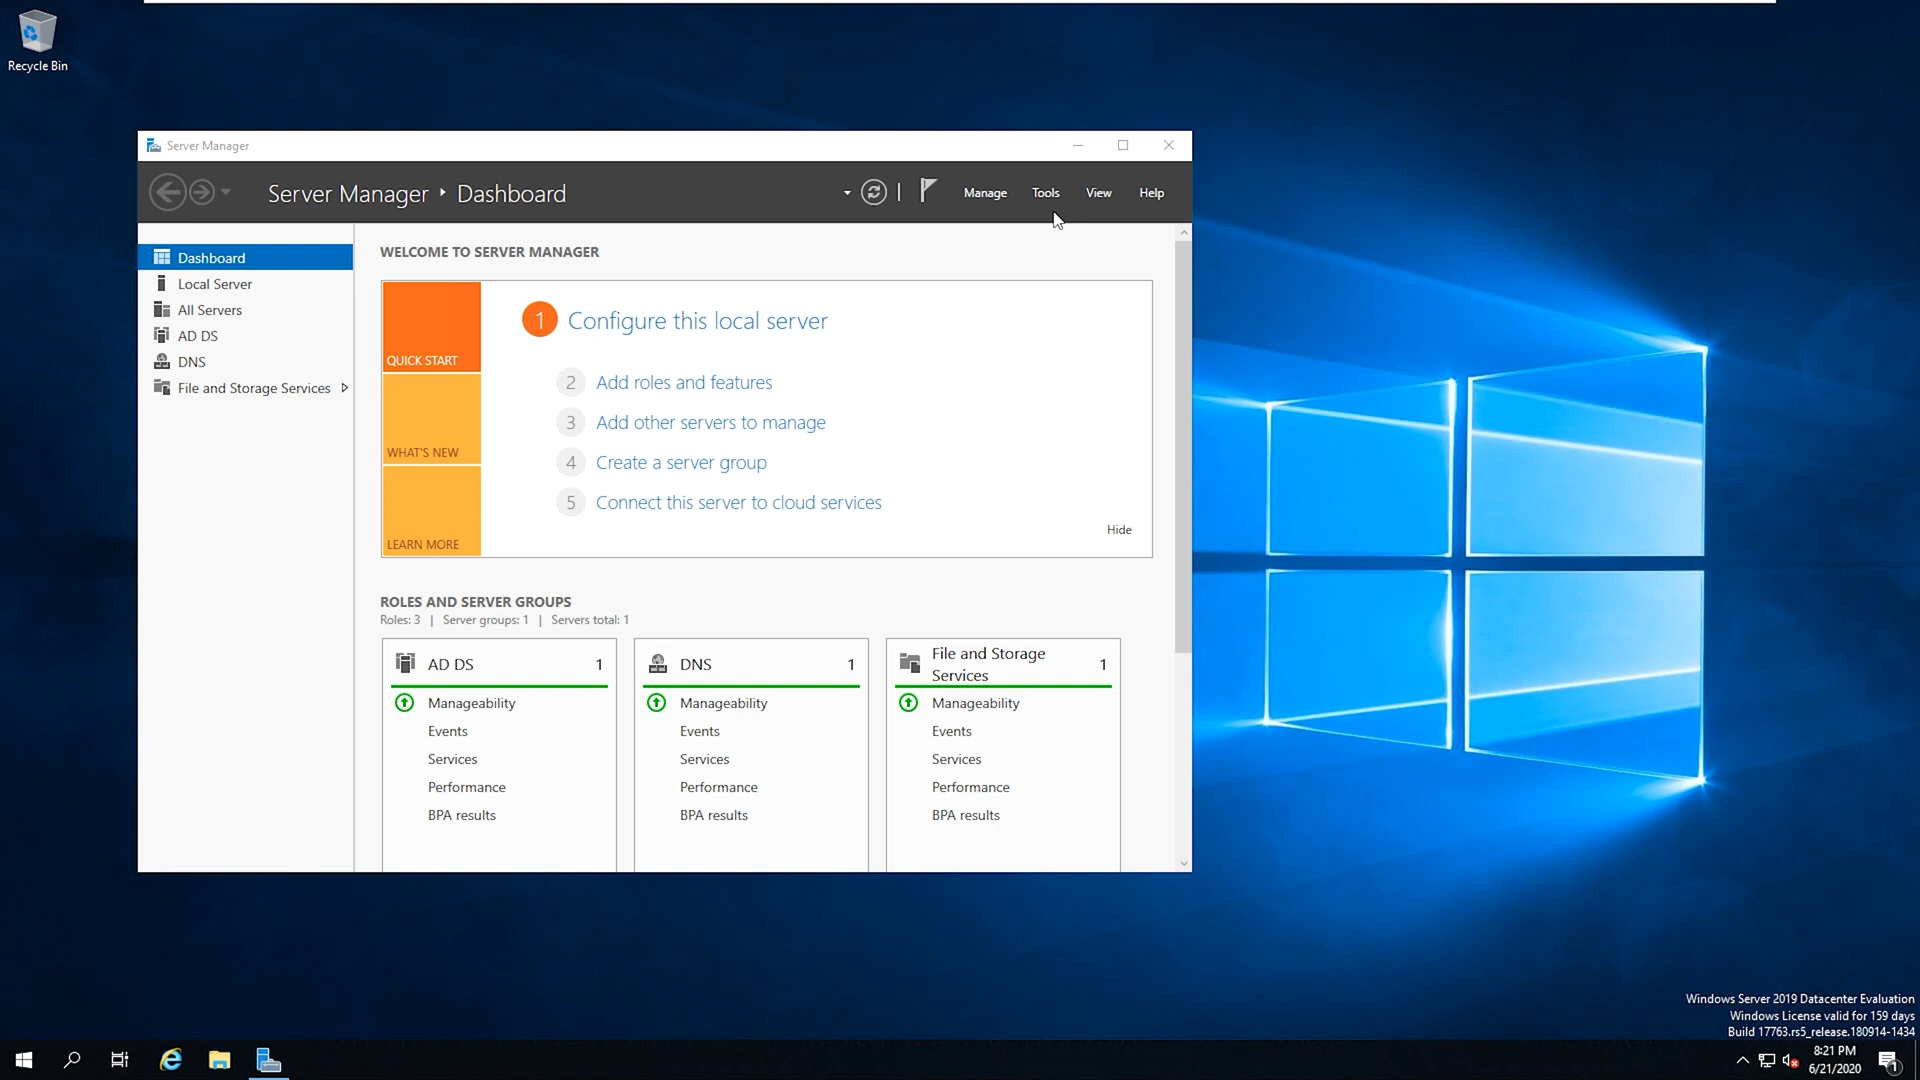 Recycle Bin
Server Manager
Server Manager Dashboard
Manage Tools View Help
Dashboard
Local Server
All Servers
AD DS
DNS
File and Storage Services
WELCOME TO SERVER MANAGER
QUICK START
WHAT'S NEW
LEARN MORE
1 Configure this local server
2 Add roles and features
3 Add other servers to manage
4 Create a server group
5 Connect this server to cloud services
Hide
ROLES AND SERVER GROUPS
Roles: 3 | Server groups: 1 | Servers total: 1
AD DS 1
Manageability
Events
Services
Performance
BPA results
DNS 1
Manageability
Events
Services
Performance
BPA results
File and Storage
Services 1
Manageability
Events
Services
Performance
BPA results
Windows Server 2019 Datacenter Evaluation
Windows License valid for 159 days
Build 17763.rs5_release.180914-1434
8:21 PM
6/21/2020
1